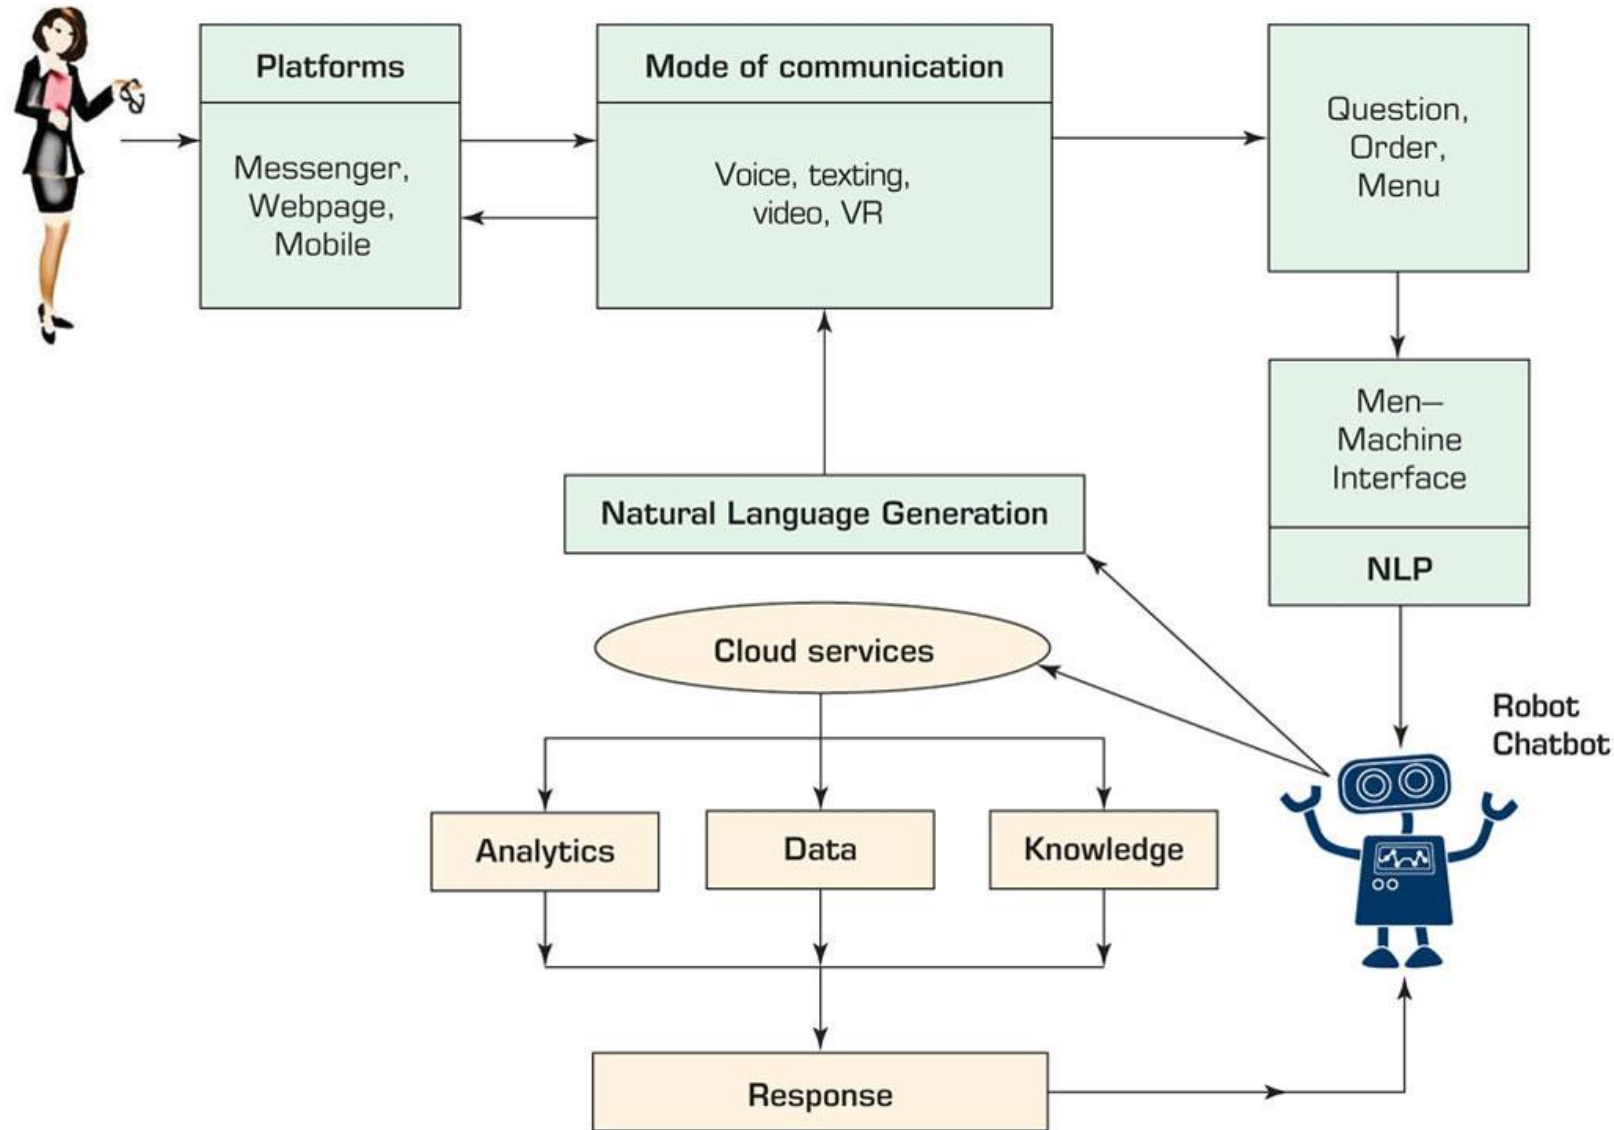 Platforms
Messenger,
Webpage,
Mobile
Mode of communication
Voice, texting,
video, VR
Question,
Order,
Menu
Men—
Machine
Interface
NLP
Natural Language Generation
Cloud services
Robot
Chatbot
Analytics
Data
Knowledge
Response